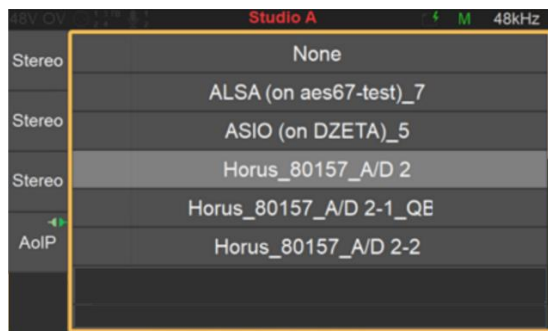 48V OV Studio A M 48kHz
Stereo
None
ALSA (on aes67-test)_7
Stereo
ASIO (on DZETA)_5
Stereo
Horus_80157_A/D 2
Horus_80157_A/D 2-1_QE
AoIP
Horus_80157_A/D 2-2